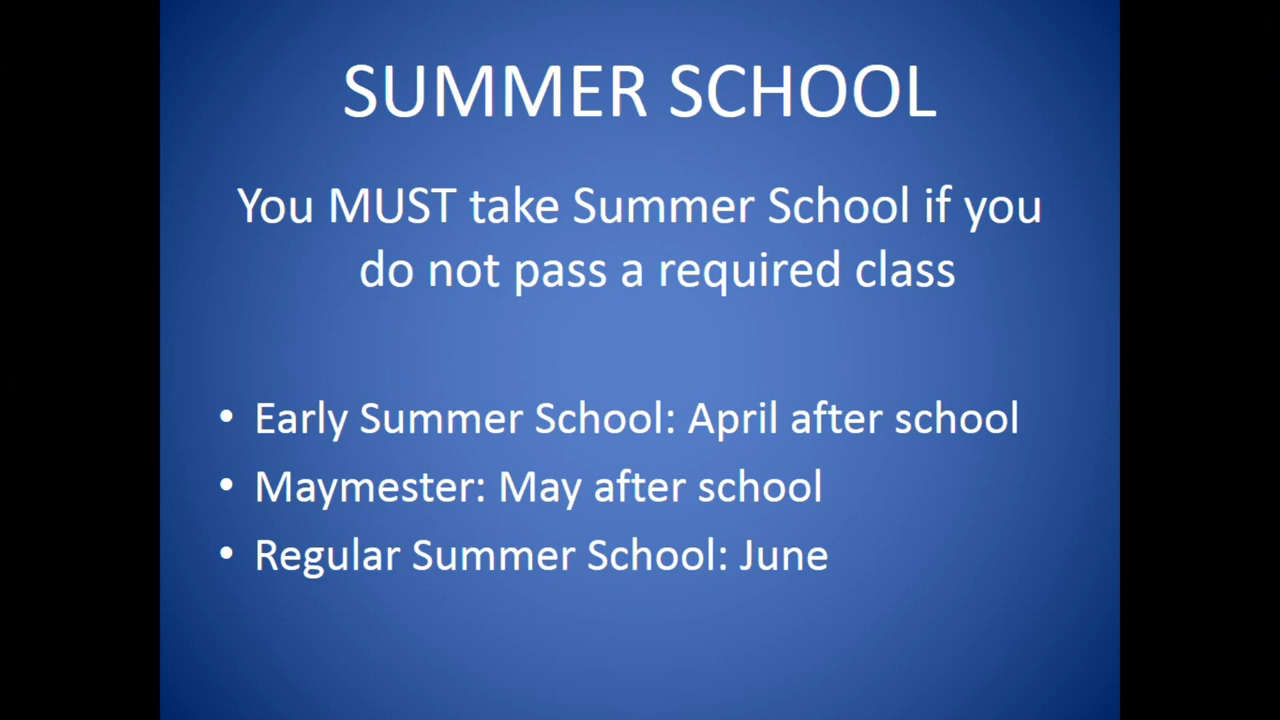 SUMMER SCHOOL
You MUST take Summer School if you
do not pass a required class
• Early Summer School: April after school
• Maymester: May after school
• Regular Summer School: June